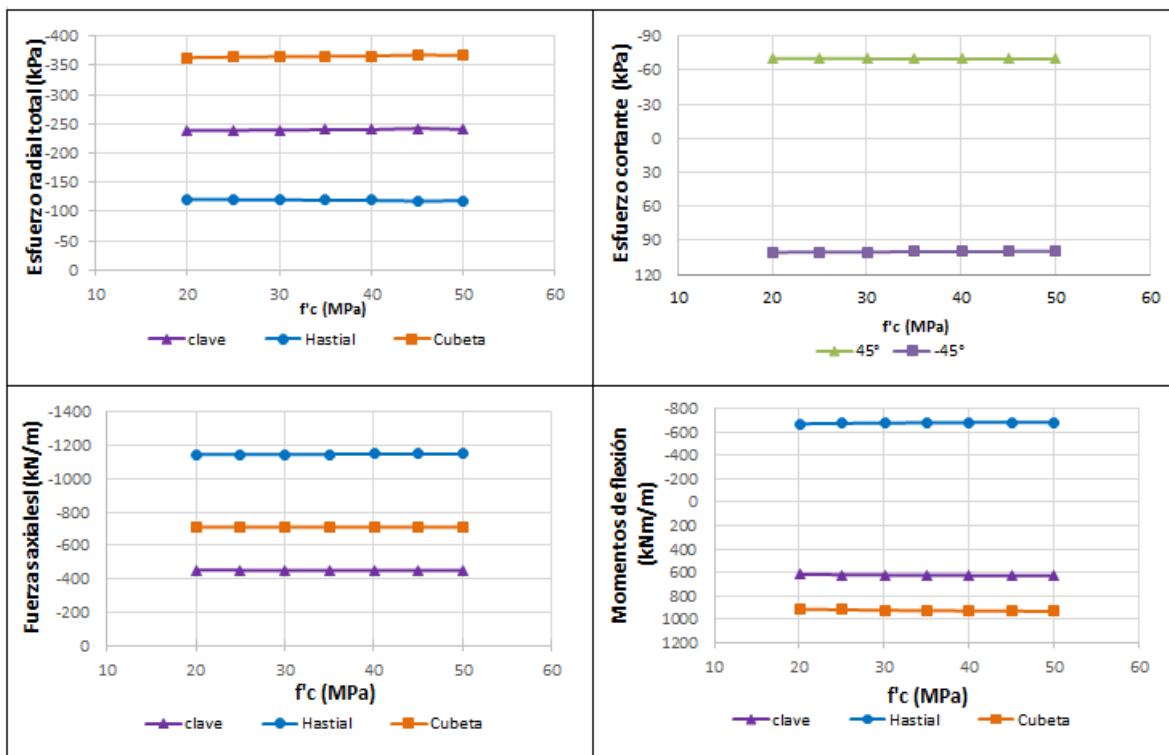 Esfuerzo radial total (kPa)
-400
-350
-300
-250
-200
-150
-100
-50
0
10 20 30 40 50 60
f'c (MPa)
clave Hastial Cubeta
Esfuerzo cortante (kPa)
-90
-60
-30
0
30
60
90
120
10 20 30 40 50 60
f'c (MPa)
45° -45°
Fuerzas axialesl (kN/m)
-1400
-1200
-1000
-800
-600
-400
-200
0
10 20 30 40 50 60
f'c (MPa)
clave Hastial Cubeta
Momentos de flexión
(kNm/m)
-800
-600
-400
-200
0
200
400
600
800
1000
1200
10 20 30 40 50 60
f'c (MPa)
clave Hastial Cubeta